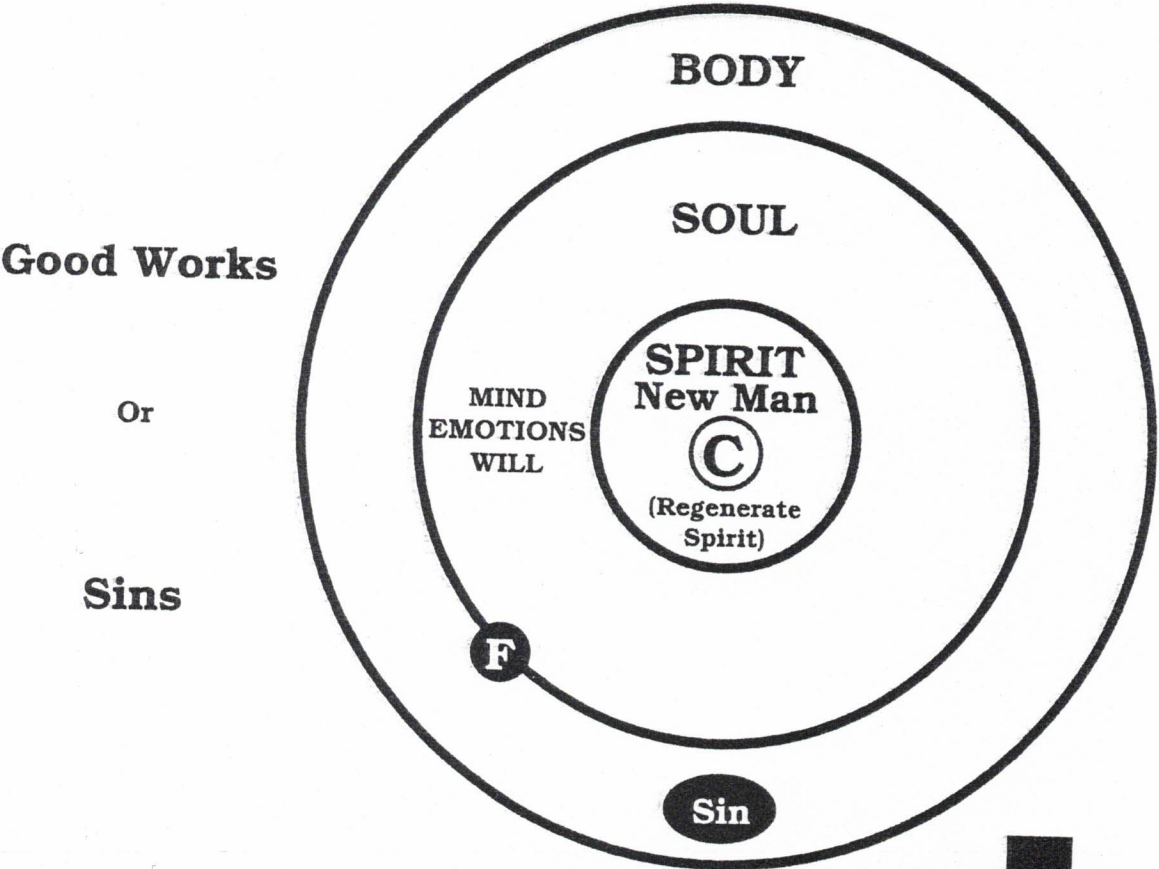 BODY
SOUL
Good Works
SPIRIT
New Man
MIND
EMOTIONS
WILL
Or
C
(Regenerate
Spirit)
Sins
F
Sin